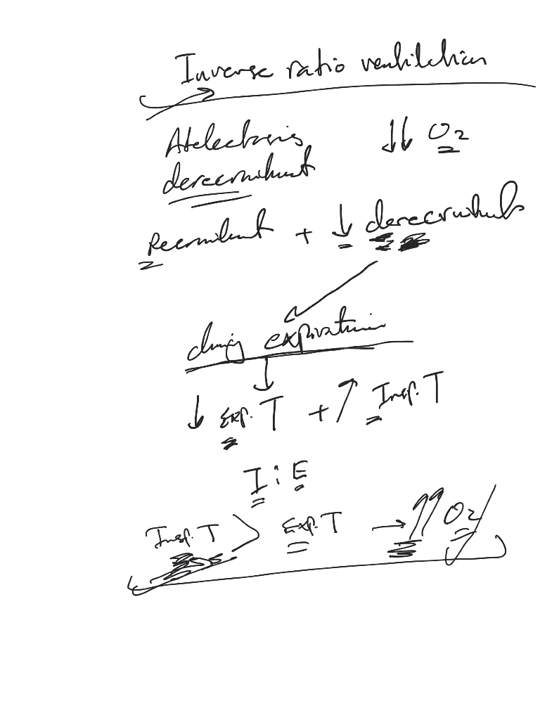 Inverse ratio ventilation
Atelectasis ↓↓ O2
derecruitment
Recruitment + ↓ derecruitment
during expiration
↓ Exp. T + ↑ Insp. T
I : E
Insp. T > Exp. T → ↑↑ O2